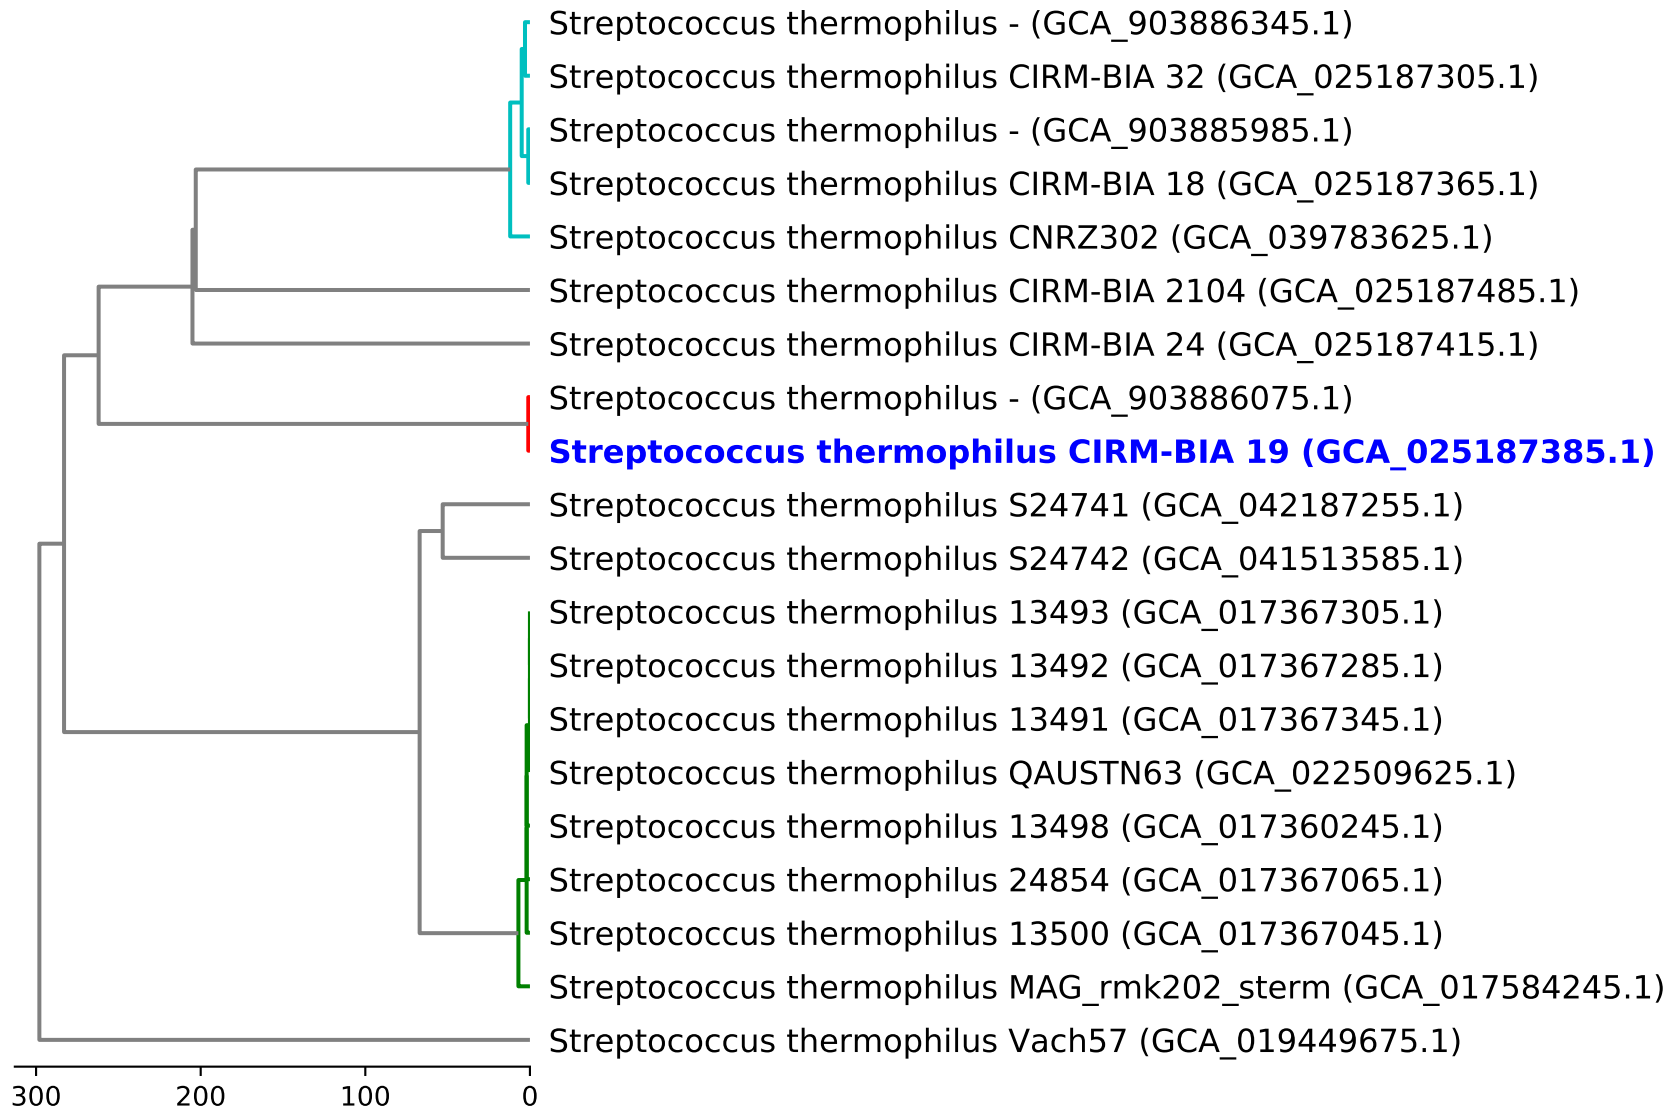 Streptococcus thermophilus - (GCA_903886345.1)
Streptococcus thermophilus CIRM-BIA 32 (GCA_025187305.1)
Streptococcus thermophilus - (GCA_903885985.1)
Streptococcus thermophilus CIRM-BIA 18 (GCA_025187365.1)
Streptococcus thermophilus CNRZ302 (GCA_039783625.1)
Streptococcus thermophilus CIRM-BIA 2104 (GCA_025187485.1)
Streptococcus thermophilus CIRM-BIA 24 (GCA_025187415.1)
Streptococcus thermophilus - (GCA_903886075.1)
Streptococcus thermophilus CIRM-BIA 19 (GCA_025187385.1)
Streptococcus thermophilus S24741 (GCA_042187255.1)
Streptococcus thermophilus S24742 (GCA_041513585.1)
Streptococcus thermophilus 13493 (GCA_017367305.1)
Streptococcus thermophilus 13492 (GCA_017367285.1)
Streptococcus thermophilus 13491 (GCA_017367345.1)
Streptococcus thermophilus QAUSTN63 (GCA_022509625.1)
Streptococcus thermophilus 13498 (GCA_017360245.1)
Streptococcus thermophilus 24854 (GCA_017367065.1)
Streptococcus thermophilus 13500 (GCA_017367045.1)
Streptococcus thermophilus MAG_rmk202_sterm (GCA_017584245.1)
Streptococcus thermophilus Vach57 (GCA_019449675.1)
300 200 100 0